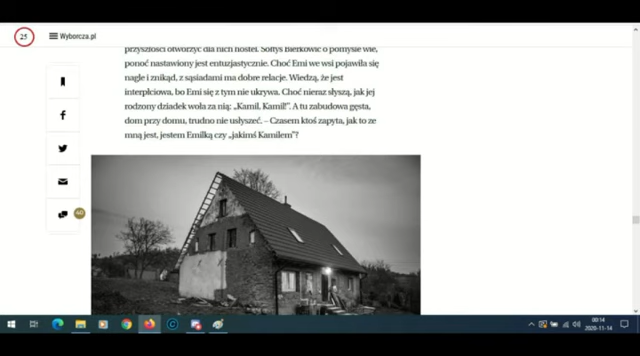 25
Wyborcza.pl
przyszłości otworzyć dla nich hostel. Sołtys Bierkowic o pomyśle wie,
ponoć nastawiony jest entuzjastycznie. Choć Emi we wsi pojawiła się
nagle i znikąd, z sąsiadami ma dobre relacje. Wiedzą, że jest
interpłciowa, bo Emi się z tym nie ukrywa. Choć nieraz słyszą, jak jej
rodzony dziadek woła za nią: „Kamil, Kamil!”. A tu zabudowa gęsta,
dom przy domu, trudno nie usłyszeć. – Czasem ktoś zapyta, jak to ze
mną jest, jestem Emilką czy „jakimś Kamilem”?
40
00:14
2020-11-14